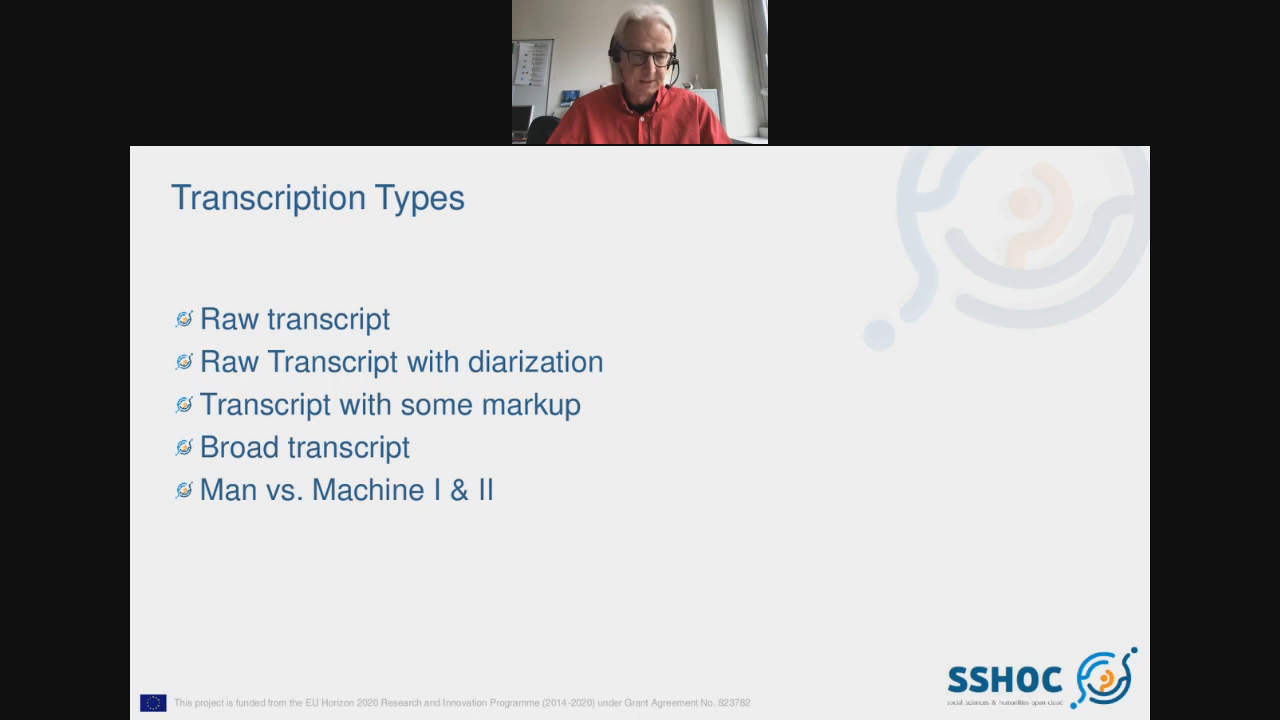 Transcription Types
Raw transcript
Raw Transcript with diarization
Transcript with some markup
Broad transcript
Man vs. Machine I & II
SSHOC
social sciences & humanities open cloud
This project is funded from the EU Horizon 2020 Research and Innovation Programme (2014-2020) under Grant Agreement No. 823782